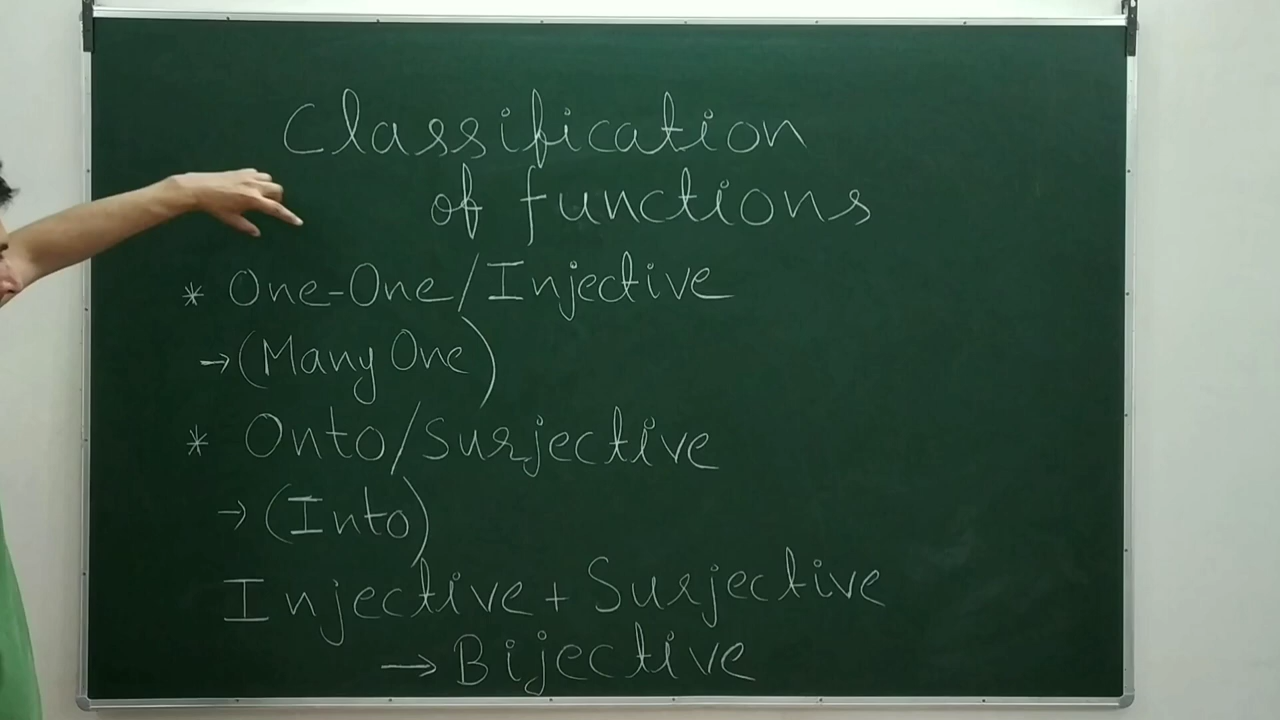 Classification
of functions
* One-One/Injective
→ (Many One)
* Onto/Surjective
→ (Into)
Injective + Surjective
→ Bijective